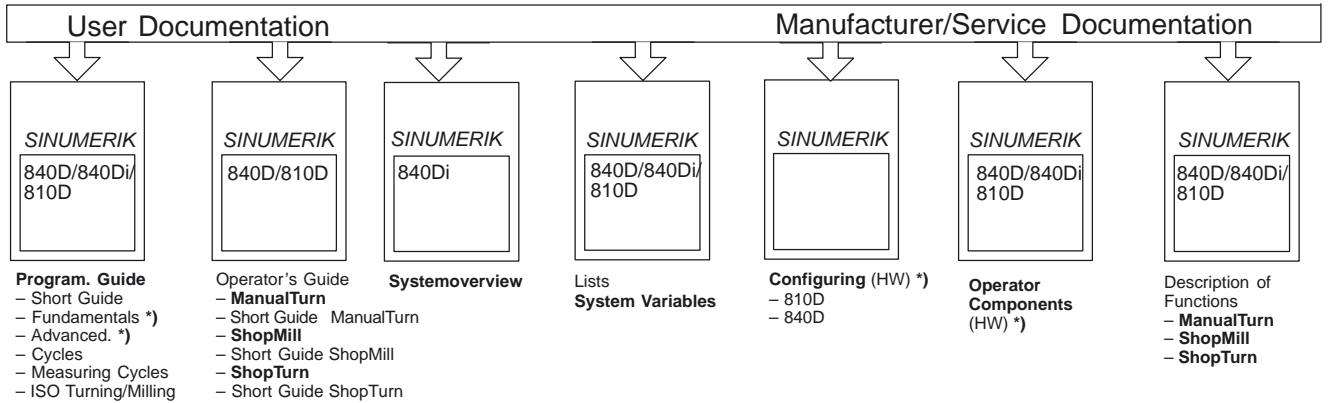 User Documentation
Manufacturer/Service Documentation
SINUMERIK
840D/840Di/
810D
Program. Guide
– Short Guide
– Fundamentals *)
– Advanced. *)
– Cycles
– Measuring Cycles
– ISO Turning/Milling
SINUMERIK
840D/810D
Operator's Guide
– ManualTurn
– Short Guide ManualTurn
– ShopMill
– Short Guide ShopMill
– ShopTurn
– Short Guide ShopTurn
SINUMERIK
840Di
Systemoverview
SINUMERIK
840D/840Di/
810D
Lists
System Variables
SINUMERIK
Configuring (HW) *)
– 810D
– 840D
SINUMERIK
840D/840Di
810D
Operator
Components
(HW) *)
SINUMERIK
840D/840Di/
810D
Description of
Functions
– ManualTurn
– ShopMill
– ShopTurn